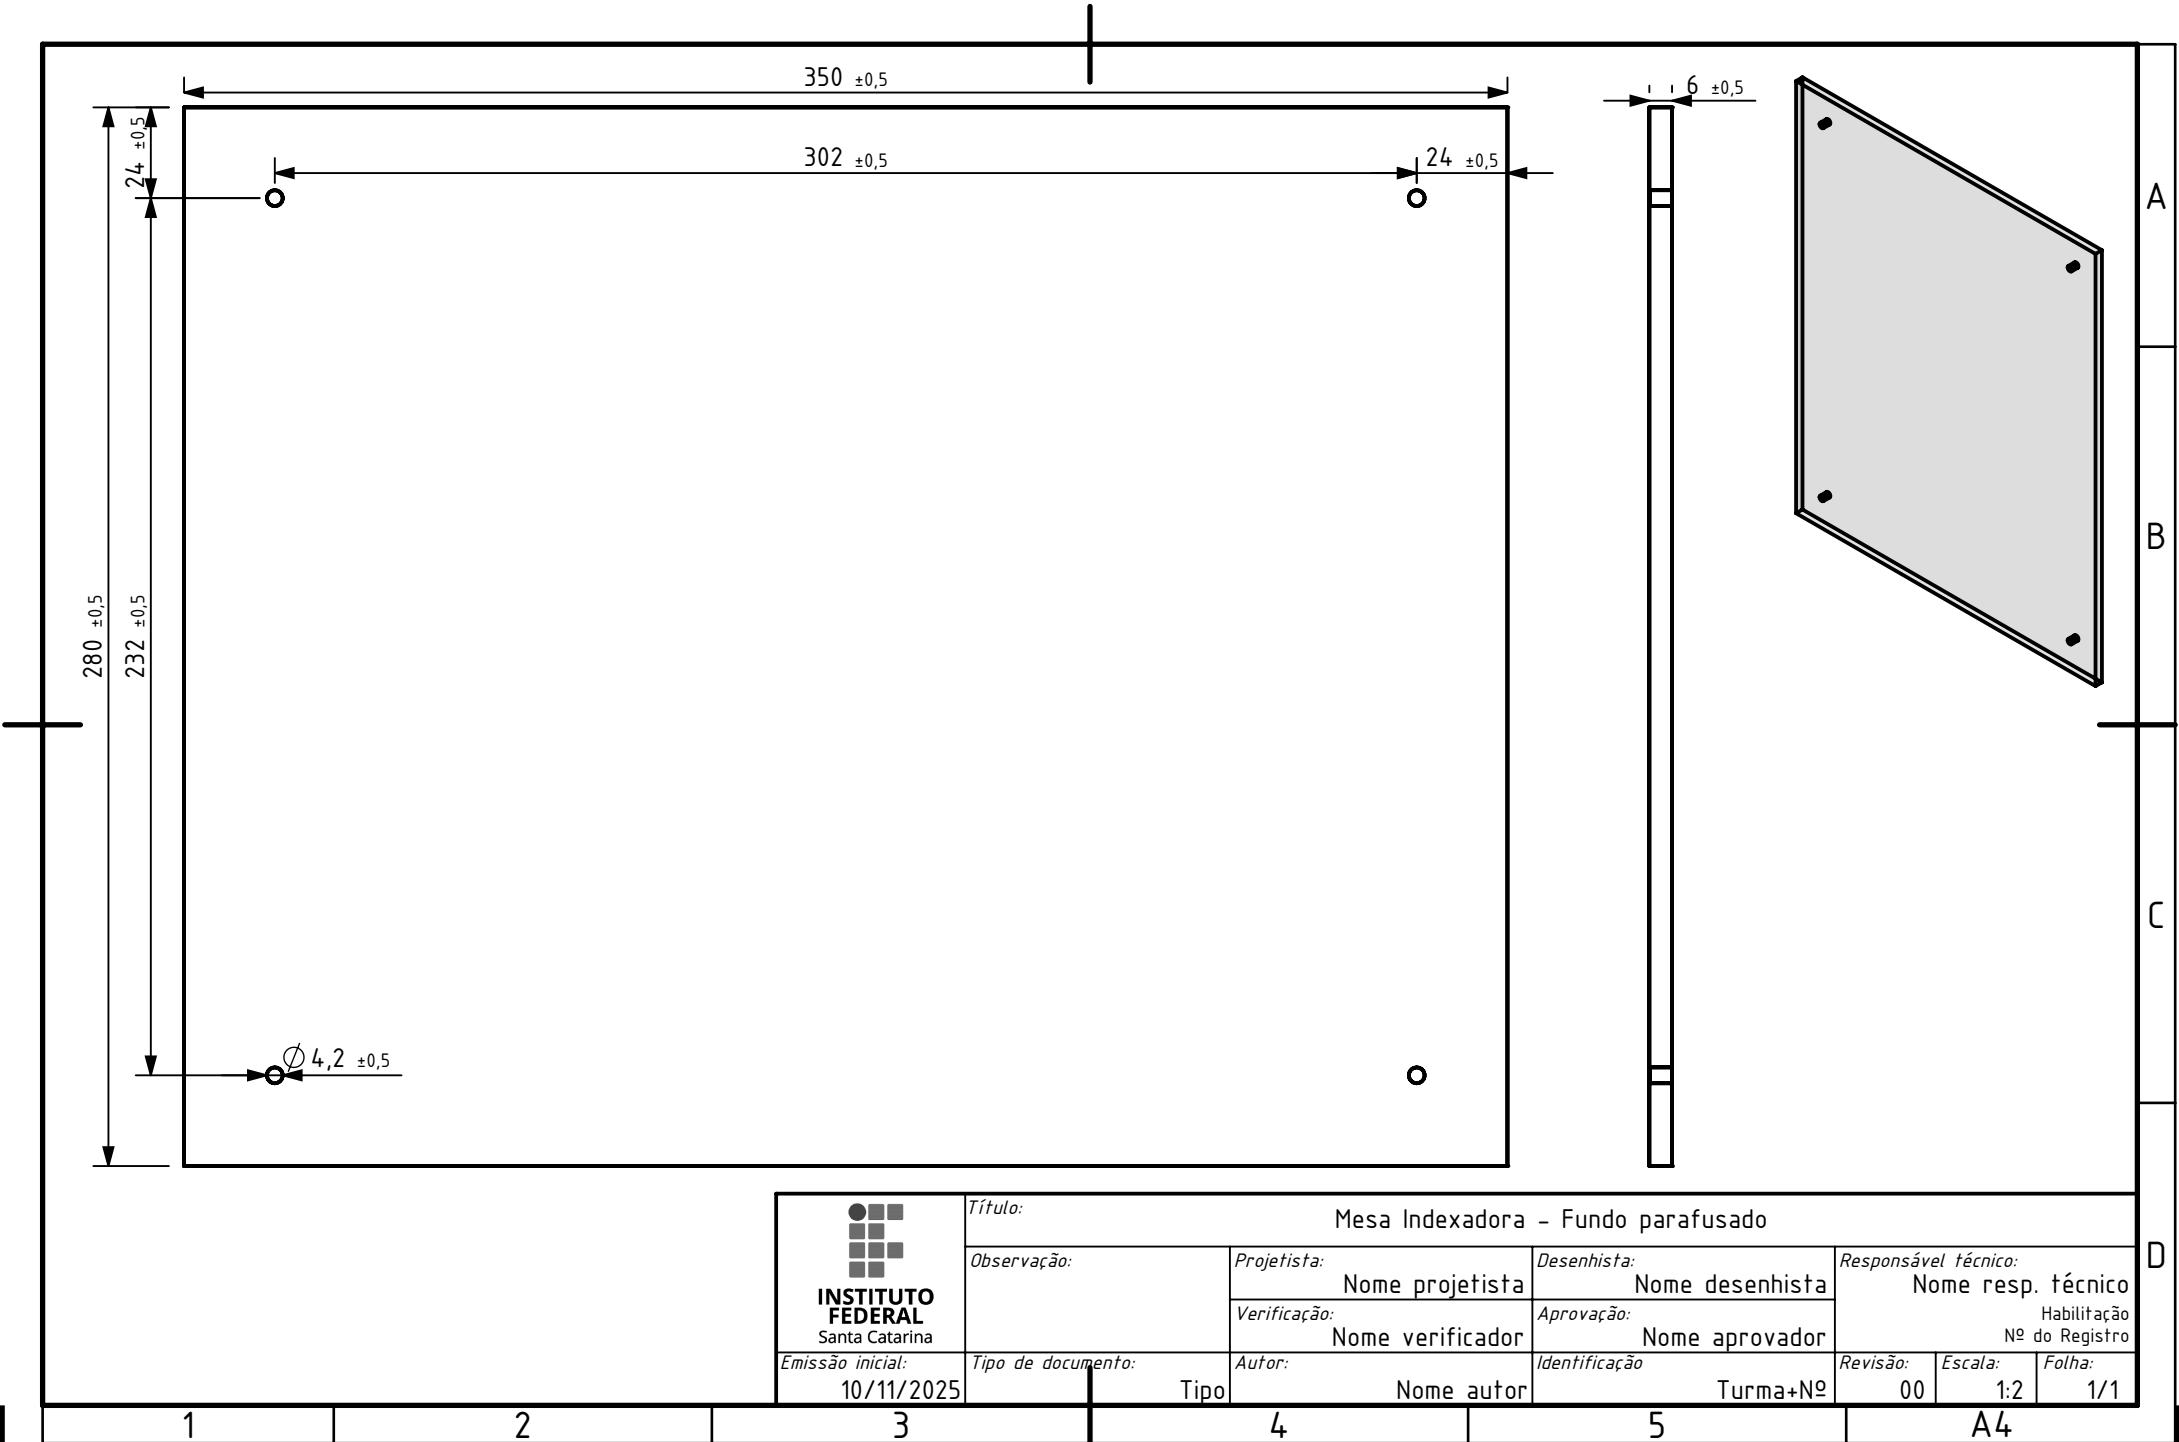 350 ±0,5
6 ±0,5
24 ±0,5
302 ±0,5
24 ±0,5
A
B
280 ±0,5
232 ±0,5
C
Ø 4,2 ±0,5
Título:
Mesa Indexadora - Fundo parafusado
INSTITUTO
FEDERAL
Santa Catarina
Observação:
Projetista:
Nome projetista
Desenhista:
Nome desenhista
Responsável técnico:
Nome resp. técnico
Habilitação
Nº do Registro
D
Verificação:
Nome verificador
Aprovação:
Nome aprovador
Emissão inicial:
10/11/2025
Tipo de documento:
Tipo
Autor:
Nome autor
Identificação
Turma+Nº
Revisão:
00
Escala:
1:2
Folha:
1/1
1
2
3
4
5
A4